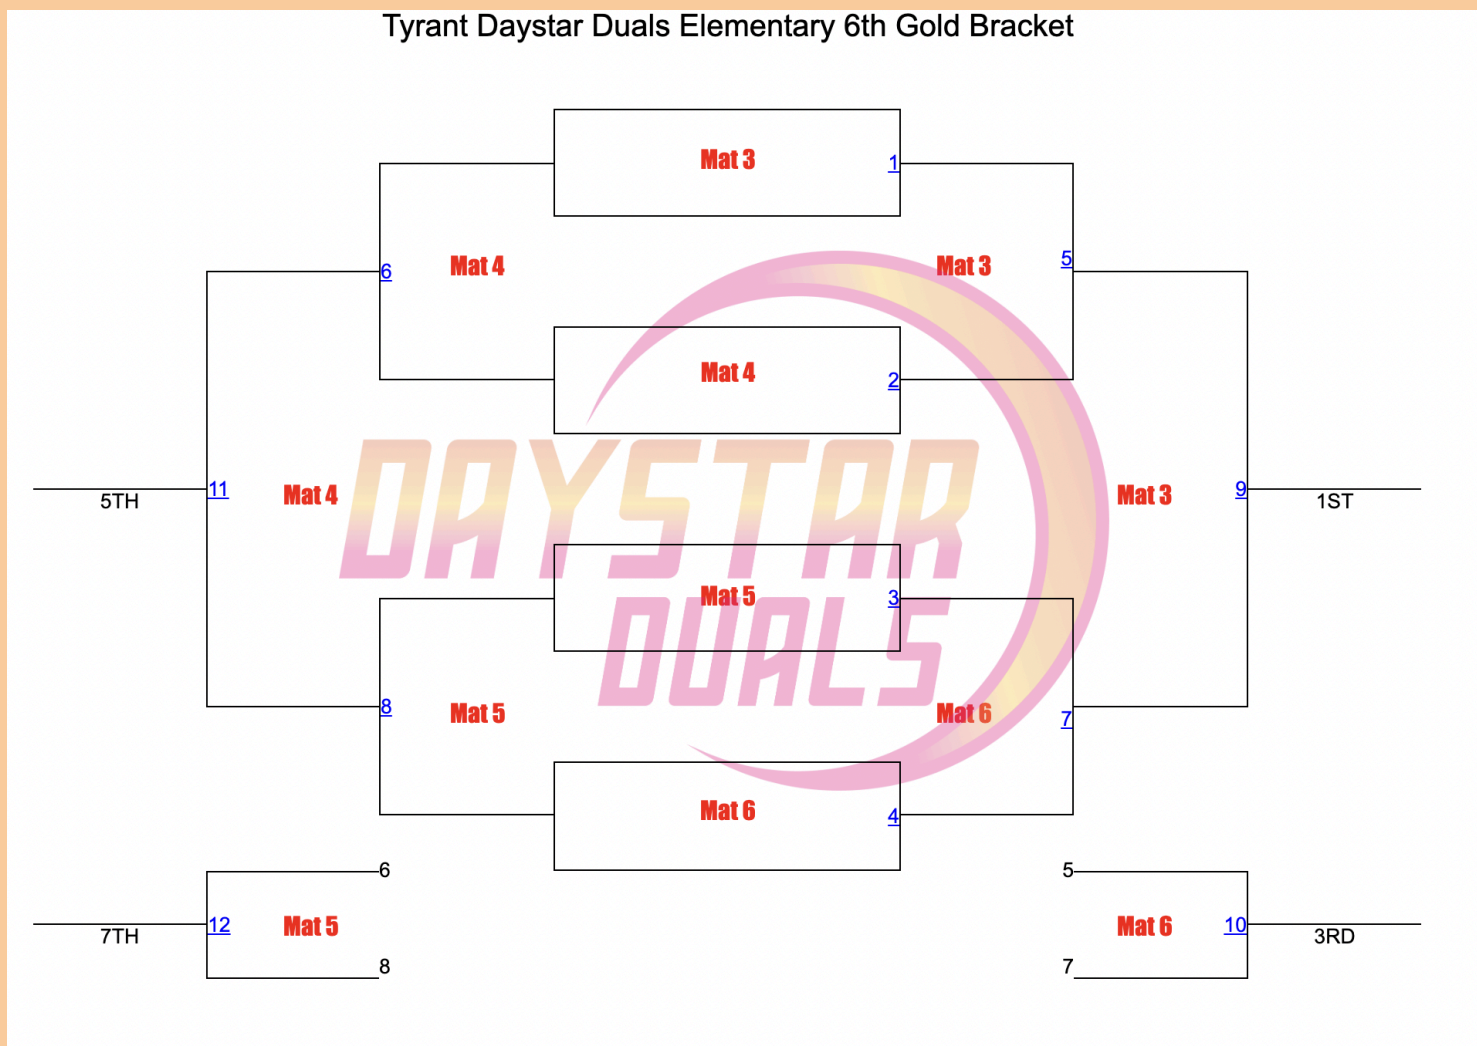 Tyrant Daystar Duals Elementary 6th Gold Bracket
Mat 3
1
Mat 4
6
Mat 3
5
Mat 4
2
DAYSTAR
DUALS
5TH
11
Mat 4
Mat 3
9
1ST
Mat 5
3
8
Mat 5
Mat 6
7
Mat 6
4
6
5
7TH
12
Mat 5
Mat 6
10
3RD
8
7